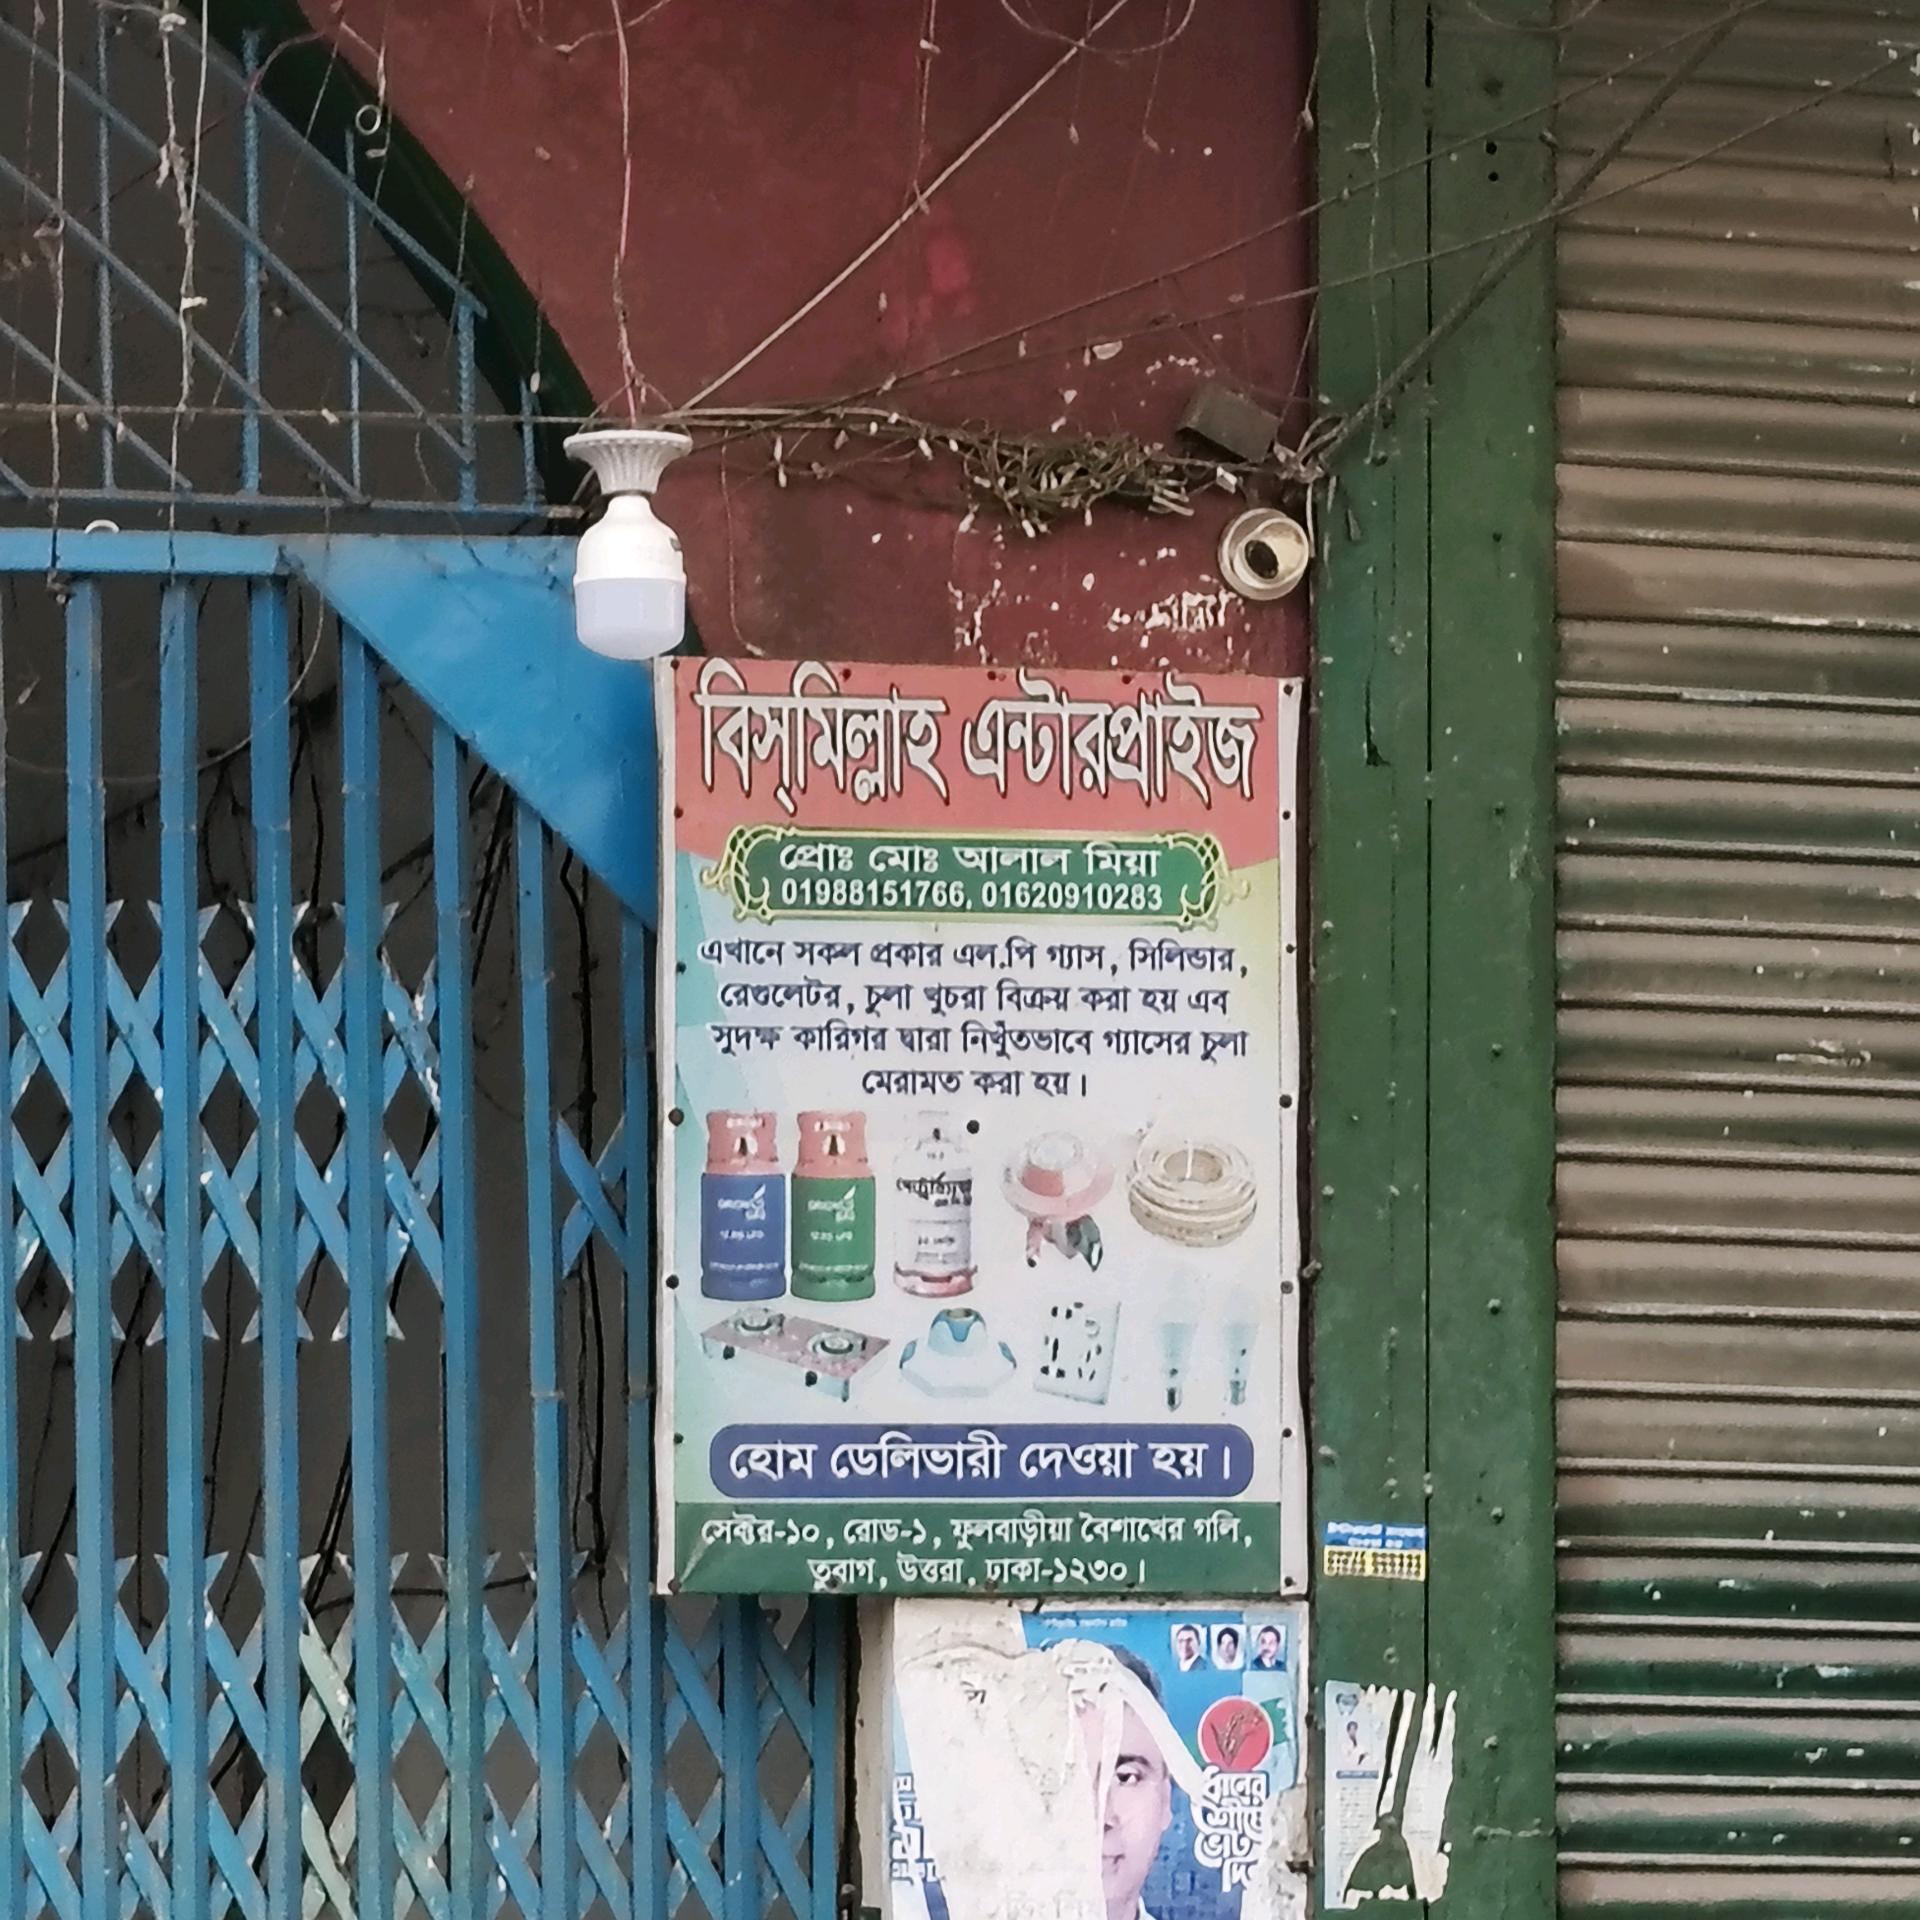 বিস্‌মিল্লাহ এন্টারপ্রাইজ
প্রোঃ মোঃ আলাল মিয়া
01988151766, 01620910283
এখানে সকল প্রকার এল.পি গ্যাস, সিলিন্ডার,
রেগুলেটর, চুলা খুচরা বিক্রয় করা হয় এব
সুদক্ষ কারিগর দ্বারা নিখুঁতভাবে গ্যাসের চুলা
মেরামত করা হয়।
হোম ডেলিভারী দেওয়া হয়।
সেক্টর-১০, রোড-১, ফুলবাড়ীয়া বৈশাখের গলি,
তুবাগ, উত্তরা, ঢাকা-১২৩০।
ধানের
শীষে
ভোট